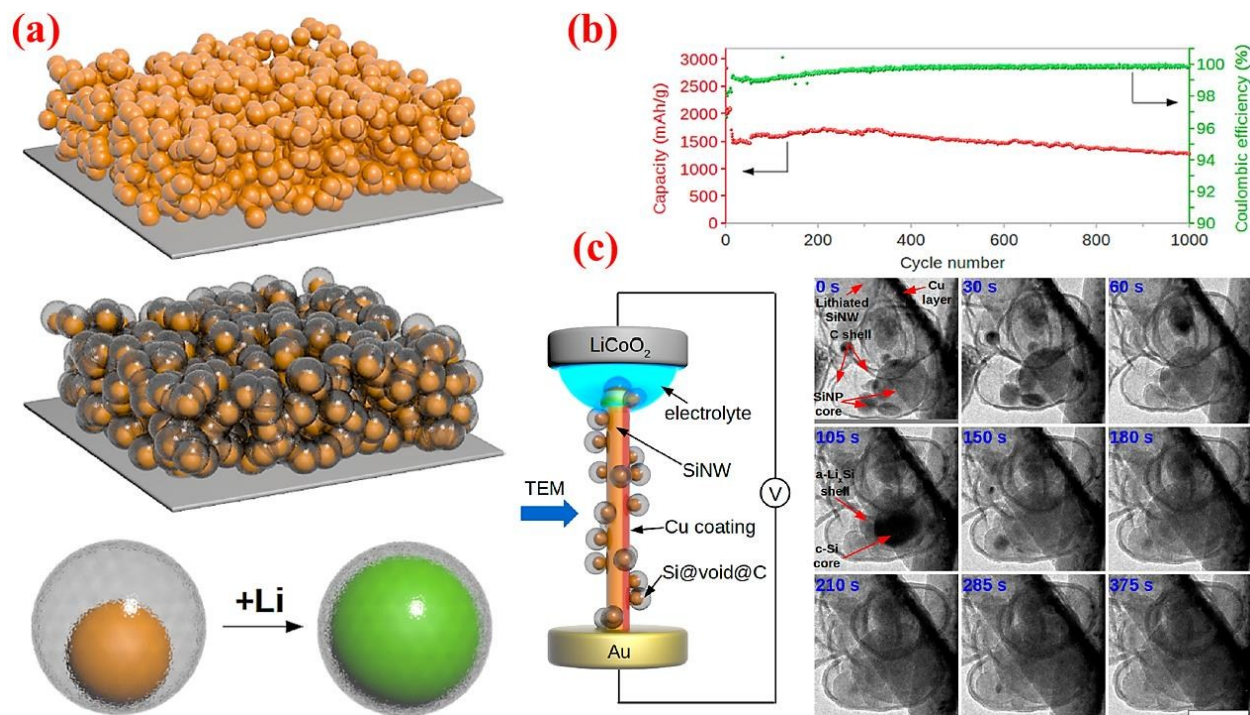 (a)
+Li
(b)
Capacity (mAh/g)
3000
2500
2000
1500
1000
500
0
100
98
96
94
92
90
Coulombic efficiency (%)
0
200
400
600
800
1000
Cycle number
(c)
LiCoO2
electrolyte
SiNW
TEM
Cu coating
Si@void@C
Au
V
0 s
Lithiated
SiNW
Cu
layer
C shell
SiNP
core
30 s
60 s
105 s
a-LixSi
shell
c-Si
core
150 s
180 s
210 s
285 s
375 s